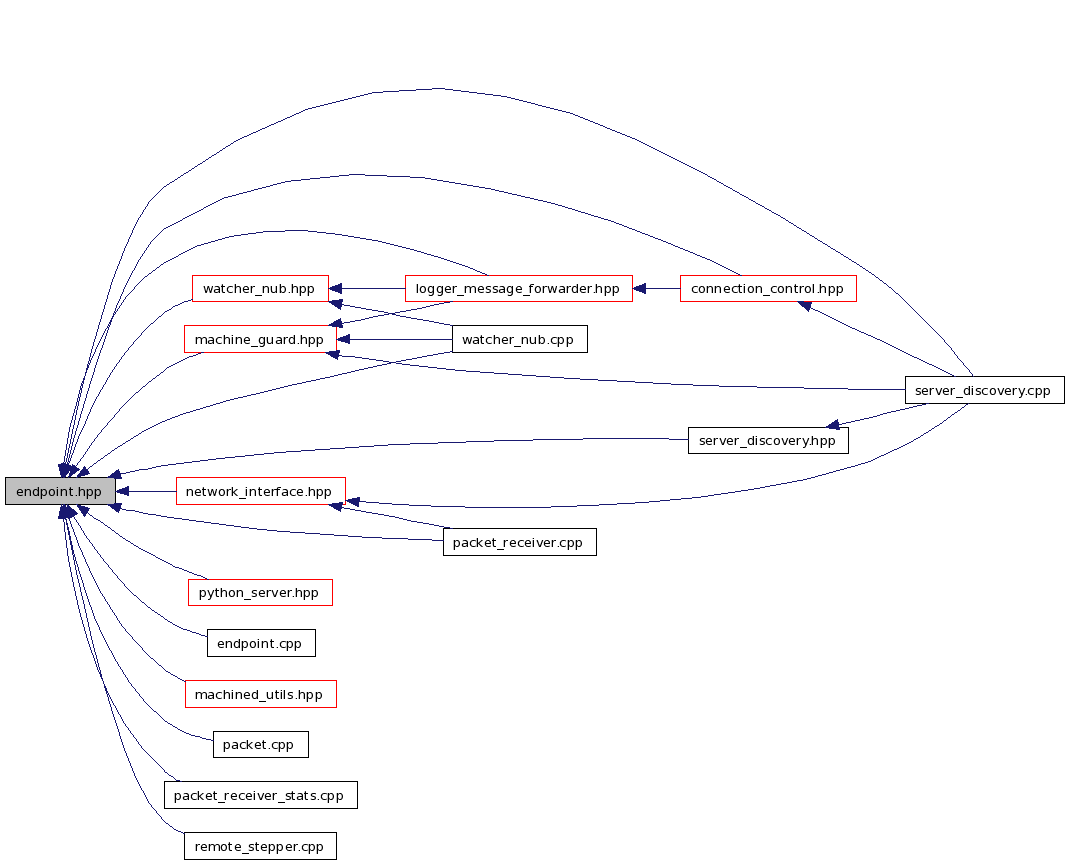 watcher_nub.hpp
logger_message_forwarder.hpp
connection_control.hpp
machine_guard.hpp
watcher_nub.cpp
server_discovery.cpp
server_discovery.hpp
endpoint.hpp
network_interface.hpp
packet_receiver.cpp
python_server.hpp
endpoint.cpp
machined_utils.hpp
packet.cpp
packet_receiver_stats.cpp
remote_stepper.cpp